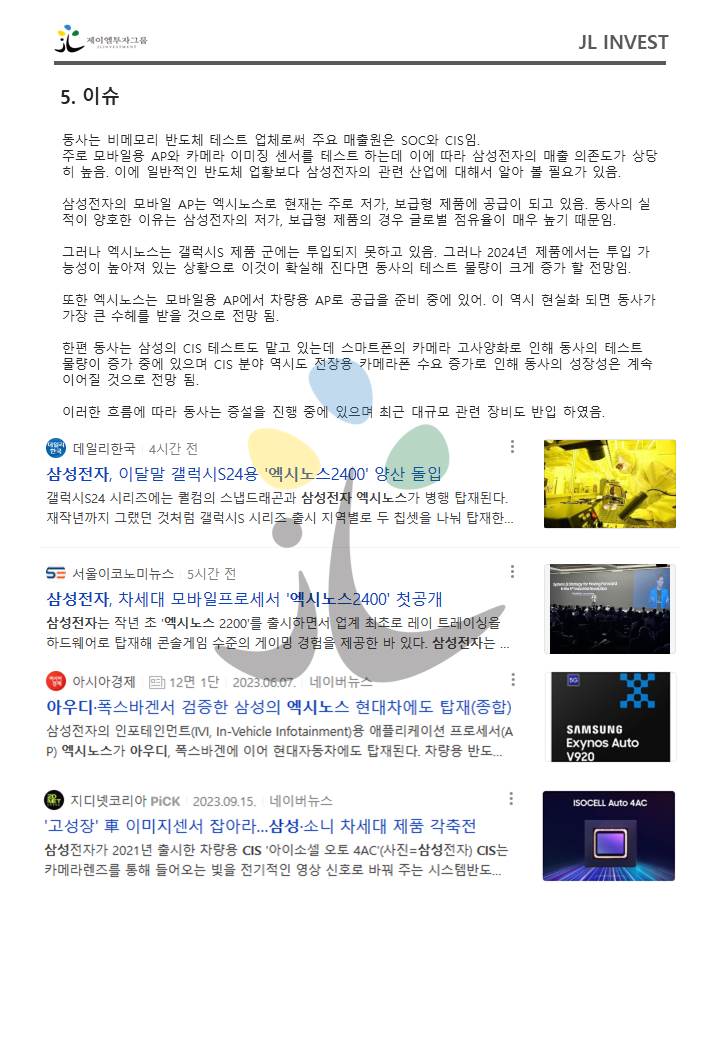 제이엘투자그룹
JL INVESTMENT
JL INVEST
5. 이슈
동사는 비메모리 반도체 테스트 업체로써 주요 매출원은 SOC와 CIS임.
주로 모바일용 AP와 카메라 이미징 센서를 테스트 하는데 이에 따라 삼성전자의 매출 의존도가 상당
히 높음. 이에 일반적인 반도체 업황보다 삼성전자의 관련 산업에 대해서 알아 볼 필요가 있음.
삼성전자의 모바일 AP는 엑시노스로 현재는 주로 저가, 보급형 제품에 공급이 되고 있음. 동사의 실
적이 양호한 이유는 삼성전자의 저가, 보급형 제품의 경우 글로벌 점유율이 매우 높기 때문임.
그러나 엑시노스는 갤럭시S 제품 군에는 투입되지 못하고 있음. 그러나 2024년 제품에서는 투입 가
능성이 높아져 있는 상황으로 이것이 확실해 진다면 동사의 테스트 물량이 크게 증가 할 전망임.
또한 엑시노스는 모바일용 AP에서 차량용 AP로 공급을 준비 중에 있어. 이 역시 현실화 되면 동사가
가장 큰 수혜를 받을 것으로 전망 됨.
한편 동사는 삼성의 CIS 테스트도 맡고 있는데 스마트폰의 카메라 고사양화로 인해 동사의 테스트
물량이 증가 중에 있으며 CIS 분야 역시도 전장용 카메라폰 수요 증가로 인해 동사의 성장성은 계속
이어질 것으로 전망 됨.
이러한 흐름에 따라 동사는 증설을 진행 중에 있으며 최근 대규모 관련 장비도 반입 하였음.
데일리한국 4시간 전
삼성전자, 이달말 갤럭시S24용 '엑시노스2400' 양산 돌입
갤럭시S24 시리즈에는 퀄컴의 스냅드래곤과 삼성전자 엑시노스가 병행 탑재된다.
재작년까지 그랬던 것처럼 갤럭시S 시리즈 출시 지역별로 두 칩셋을 나눠 탑재한...
서울이코노미뉴스 5시간 전
삼성전자, 차세대 모바일프로세서 '엑시노스2400' 첫공개
삼성전자는 작년 초 '엑시노스 2200'를 출시하면서 업계 최초로 레이 트레이싱을
하드웨어로 탑재해 콘솔게임 수준의 게이밍 경험을 제공한 바 있다. 삼성전자는 ...
아시아경제 12면 1단 2023.06.07. 네이버뉴스
아우디·폭스바겐서 검증한 삼성의 엑시노스 현대차에도 탑재(종합)
삼성전자의 인포테인먼트(IVI, In-Vehicle Infotainment)용 애플리케이션 프로세서(A
P) 엑시노스가 아우디, 폭스바겐에 이어 현대자동차에도 탑재된다. 차량용 반도...
5G
SAMSUNG
Exynos Auto
V920
지디넷코리아 PiCK 2023.09.15. 네이버뉴스
'고성장' 車 이미지센서 잡아라...삼성·소니 차세대 제품 각축전
삼성전자가 2021년 출시한 차량용 CIS '아이소셀 오토 4AC'(사진=삼성전자) CIS는
카메라렌즈를 통해 들어오는 빛을 전기적인 영상 신호로 바꿔 주는 시스템반도...
ISOCELL Auto 4AC